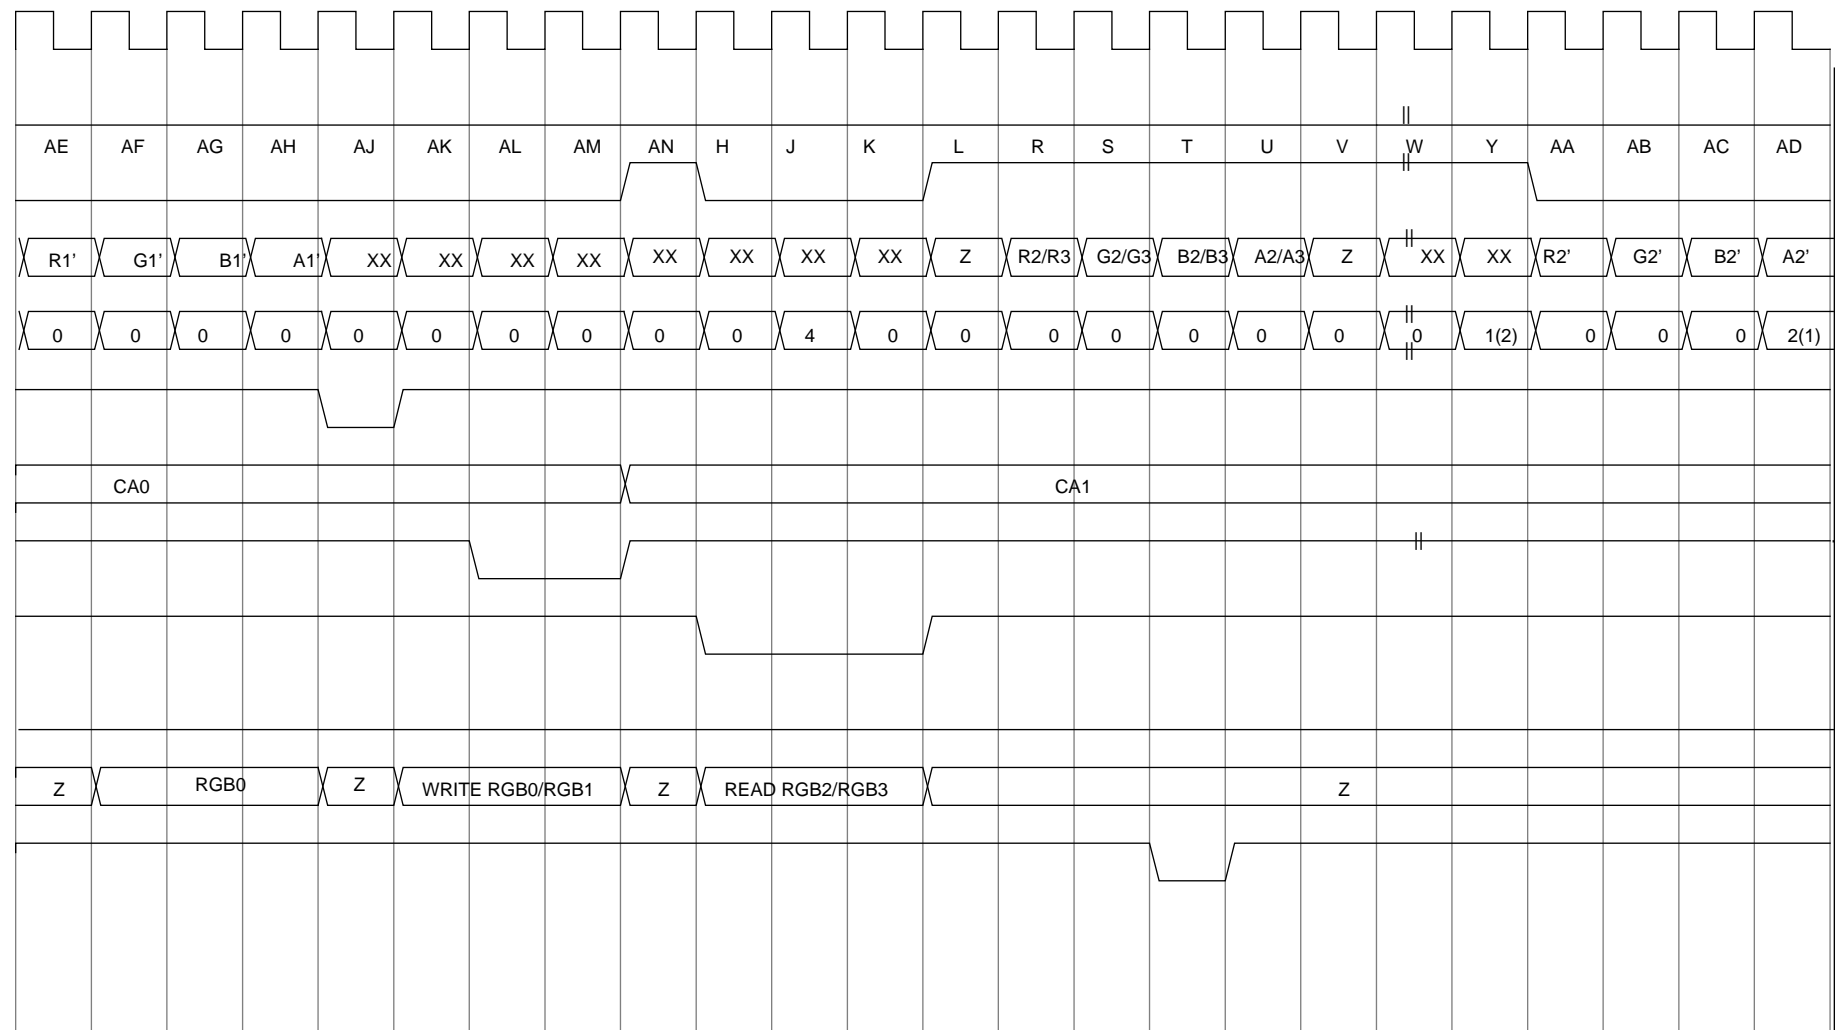 AE AF AG AH AJ AK AL AM AN H J K L R S T U V W Y AA AB AC AD
R1’ G1’ B1’ A1’ XX XX XX XX XX XX XX XX Z R2/R3 G2/G3 B2/B3 A2/A3 Z XX XX R2’ G2’ B2’ A2’
0 0 0 0 0 0 0 0 0 0 4 0 0 0 0 0 0 0 0 1(2) 0 0 0 2(1)
CA0 CA1
Z RGB0 Z WRITE RGB0/RGB1 Z READ RGB2/RGB3 Z